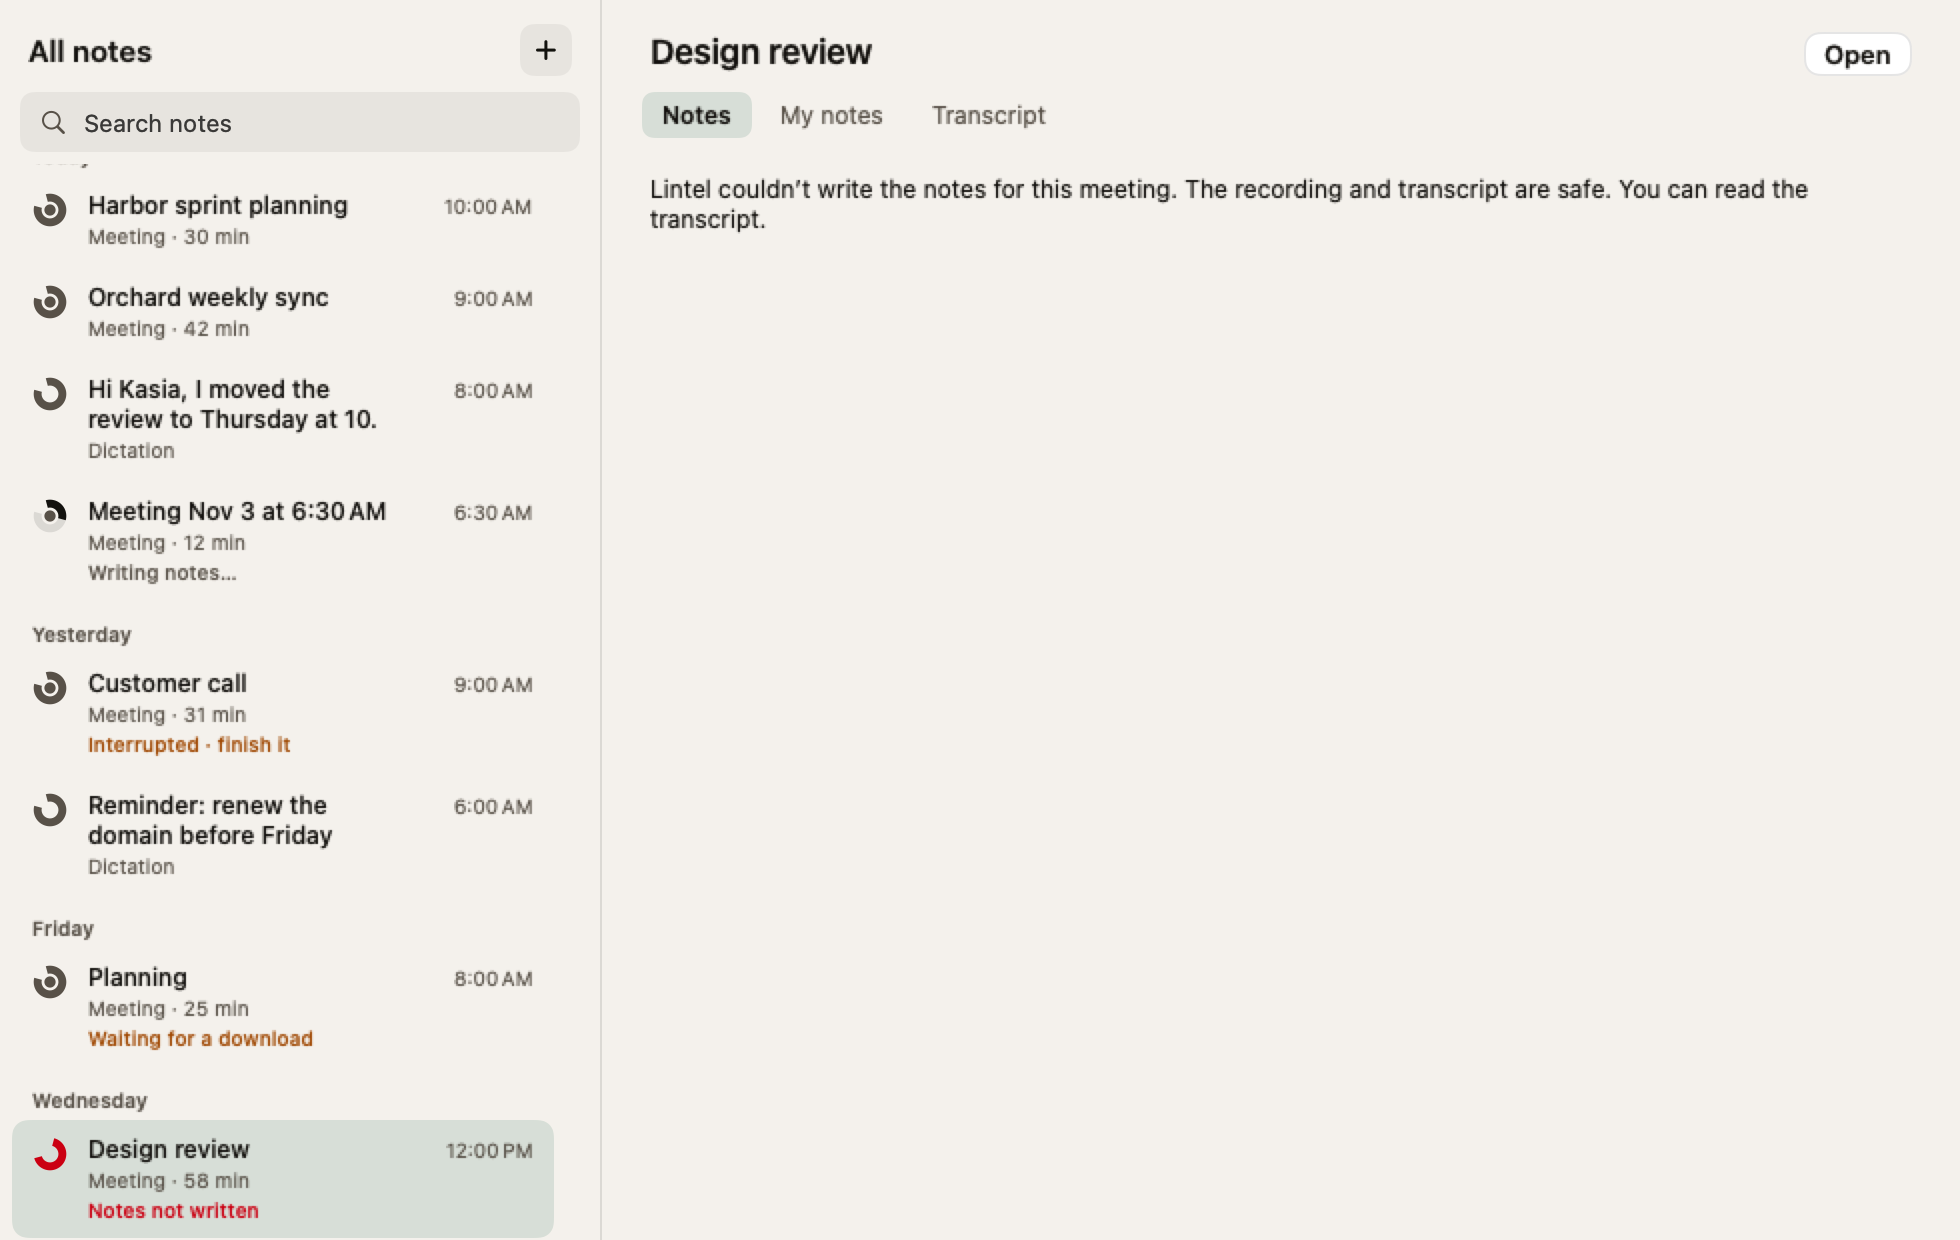 All notes
Search notes
Harbor sprint planning 10:00 AM
Meeting · 30 min
Orchard weekly sync 9:00 AM
Meeting · 42 min
Hi Kasia, I moved the 8:00 AM
review to Thursday at 10.
Dictation
Meeting Nov 3 at 6:30 AM 6:30 AM
Meeting · 12 min
Writing notes...
Yesterday
Customer call 9:00 AM
Meeting · 31 min
Interrupted · finish it
Reminder: renew the 6:00 AM
domain before Friday
Dictation
Friday
Planning 8:00 AM
Meeting · 25 min
Waiting for a download
Wednesday
Design review 12:00 PM
Meeting · 58 min
Notes not written
Design review Open
Notes My notes Transcript
Lintel couldn’t write the notes for this meeting. The recording and transcript are safe. You can read the
transcript.